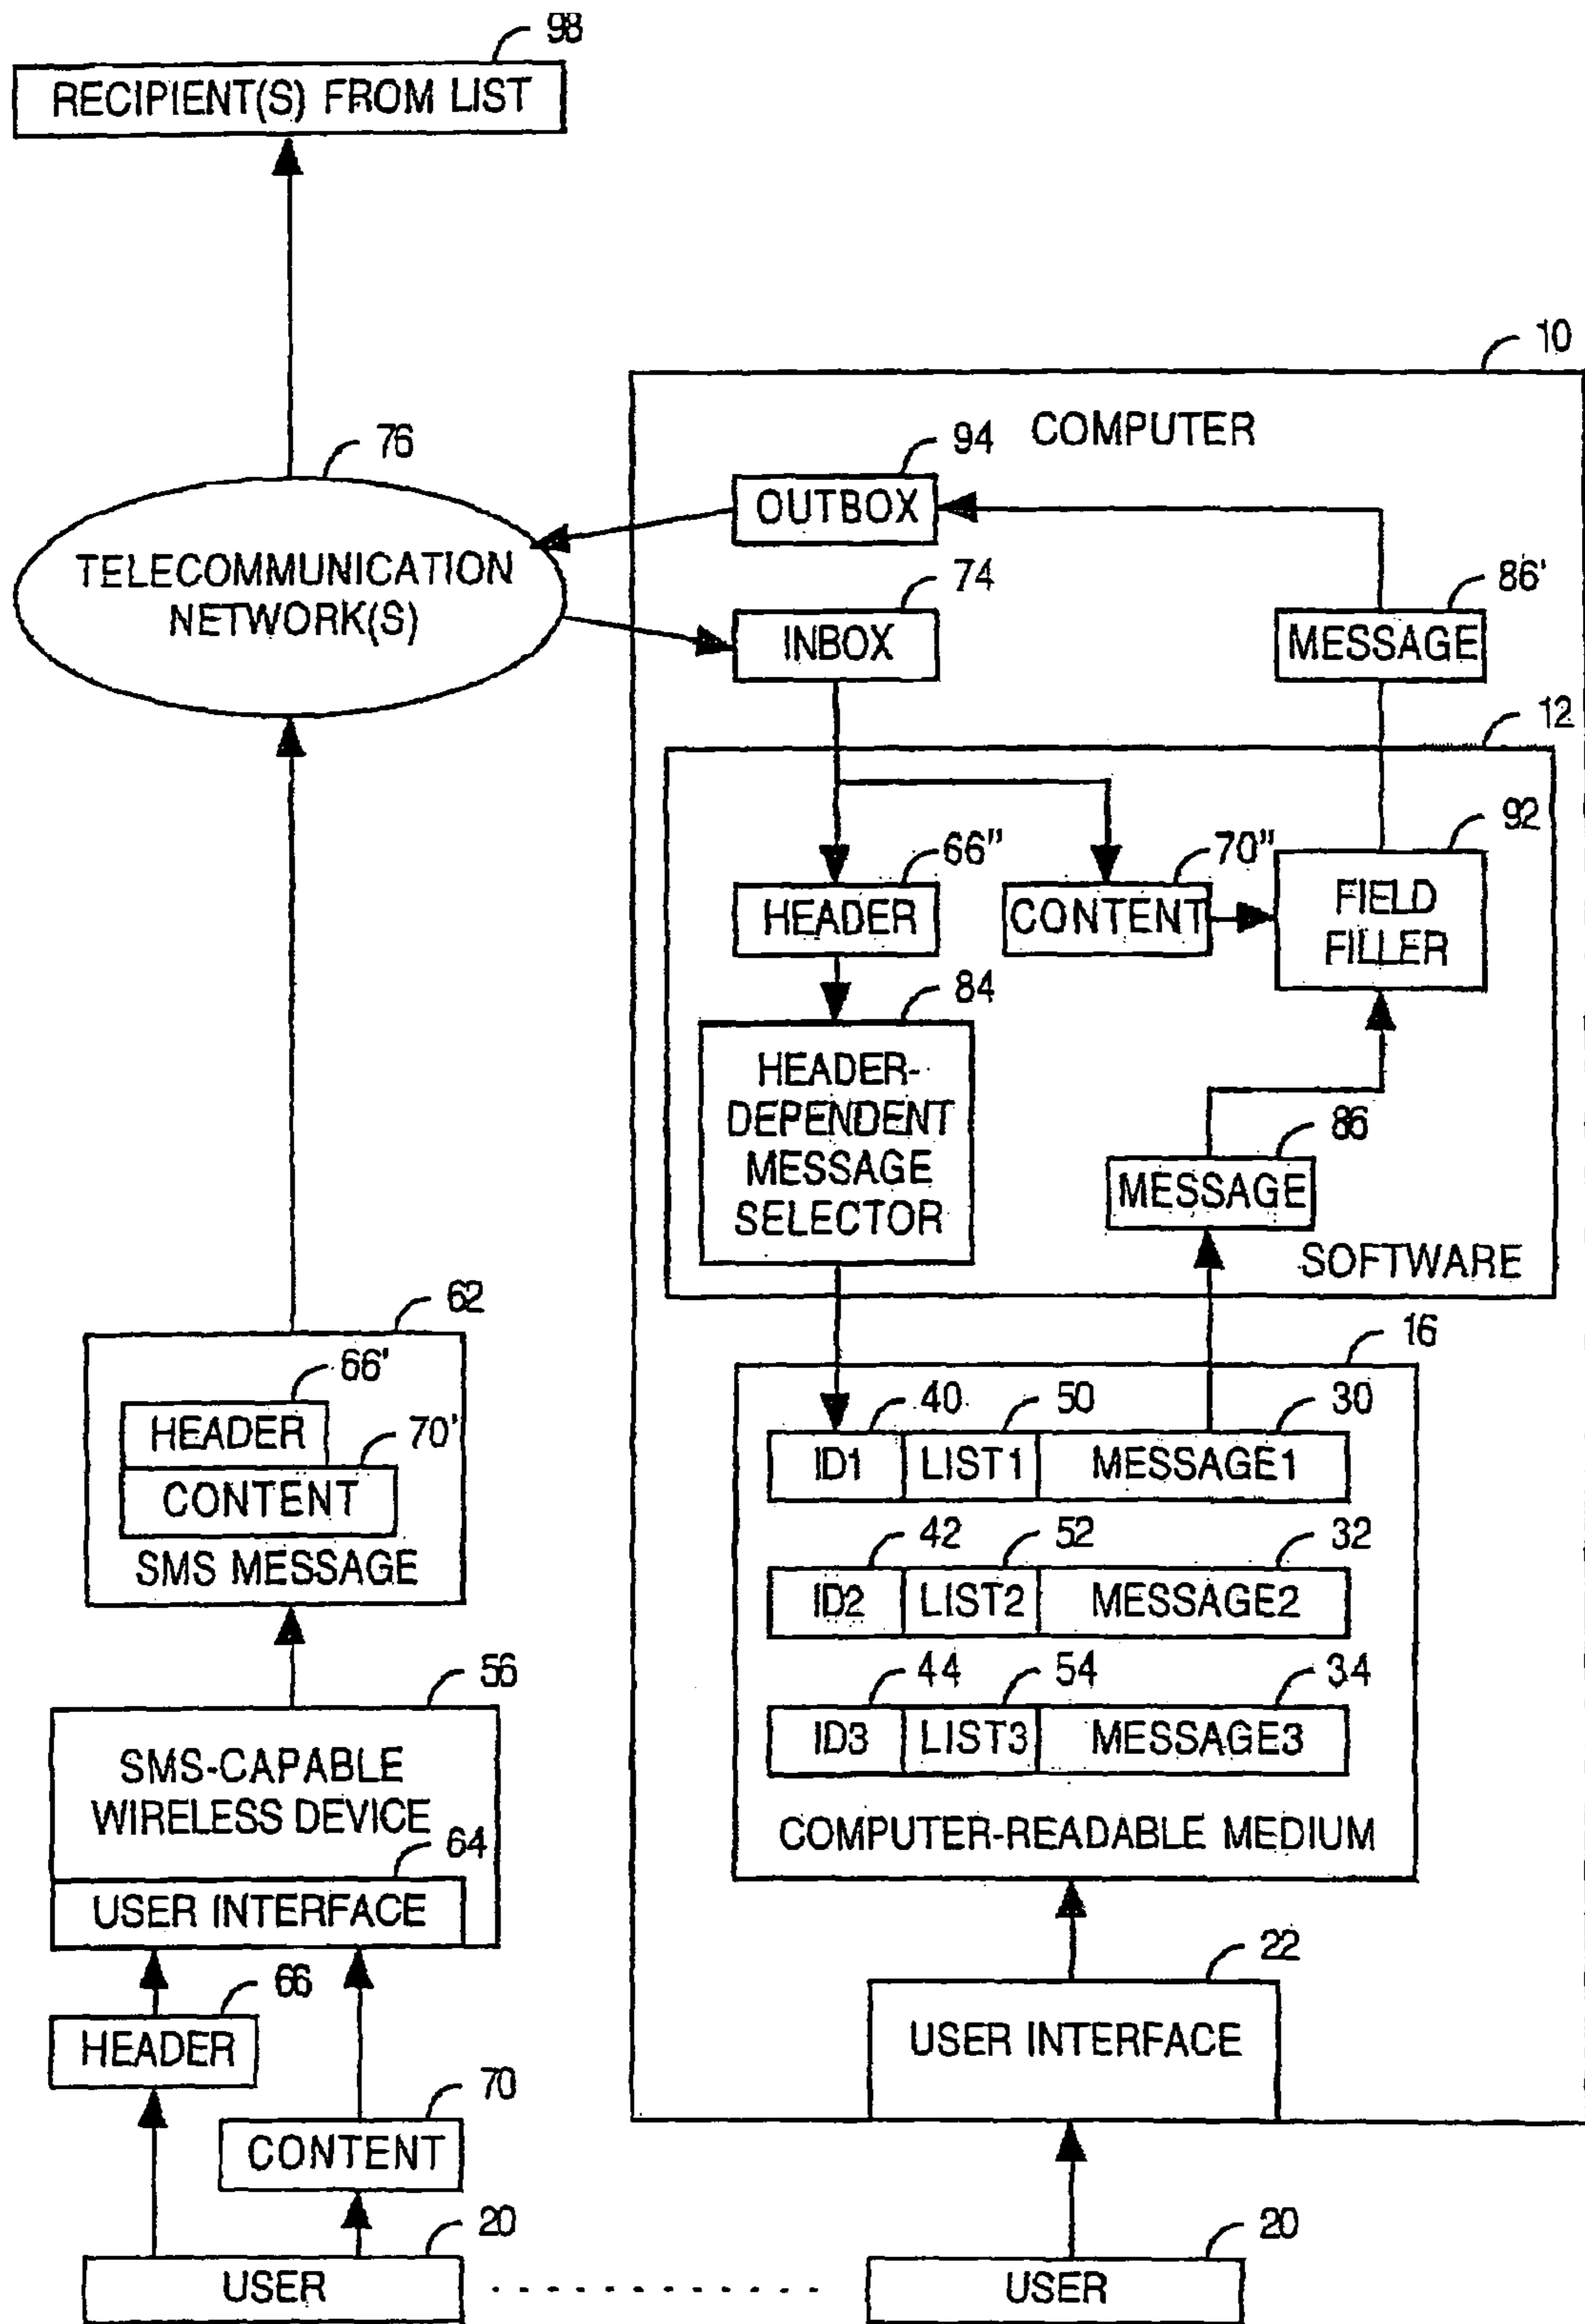 98
RECIPIENT(S) FROM LIST
10
COMPUTER
76
94
OUTBOX
TELECOMMUNICATION
NETWORK(S)
74
INBOX
86'
MESSAGE
12
66"
HEADER
70"
CONTENT
92
FIELD
FILLER
84
HEADER-
DEPENDENT
MESSAGE
SELECTOR
86
MESSAGE
SOFTWARE
62
66'
HEADER
70'
CONTENT
SMS MESSAGE
16
40 50 30
ID1 LIST1 MESSAGE1
42 52 32
ID2 LIST2 MESSAGE2
44 54 34
ID3 LIST3 MESSAGE3
COMPUTER-READABLE MEDIUM
56
SMS-CAPABLE
WIRELESS DEVICE
64
USER INTERFACE
66
HEADER
70
CONTENT
20
USER
22
USER INTERFACE
20
USER